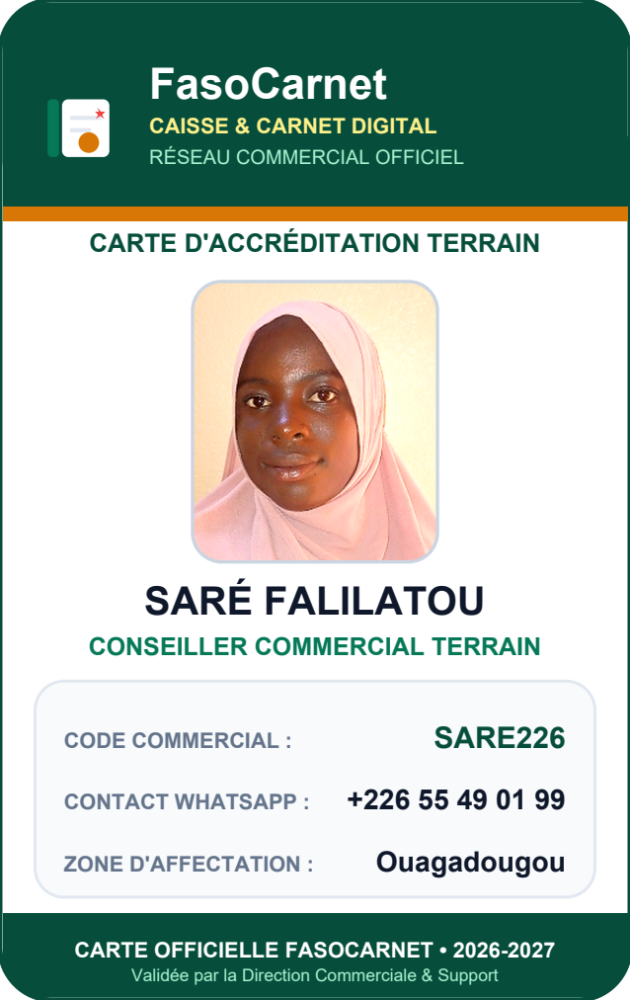 FasoCarnet
CAISSE & CARNET DIGITAL
RÉSEAU COMMERCIAL OFFICIEL
CARTE D'ACCRÉDITATION TERRAIN
SARÉ FALILATOU
CONSEILLER COMMERCIAL TERRAIN
CODE COMMERCIAL : SARE226
CONTACT WHATSAPP : +226 55 49 01 99
ZONE D'AFFECTATION : Ouagadougou
CARTE OFFICIELLE FASOCARNET • 2026-2027
Validée par la Direction Commerciale & Support